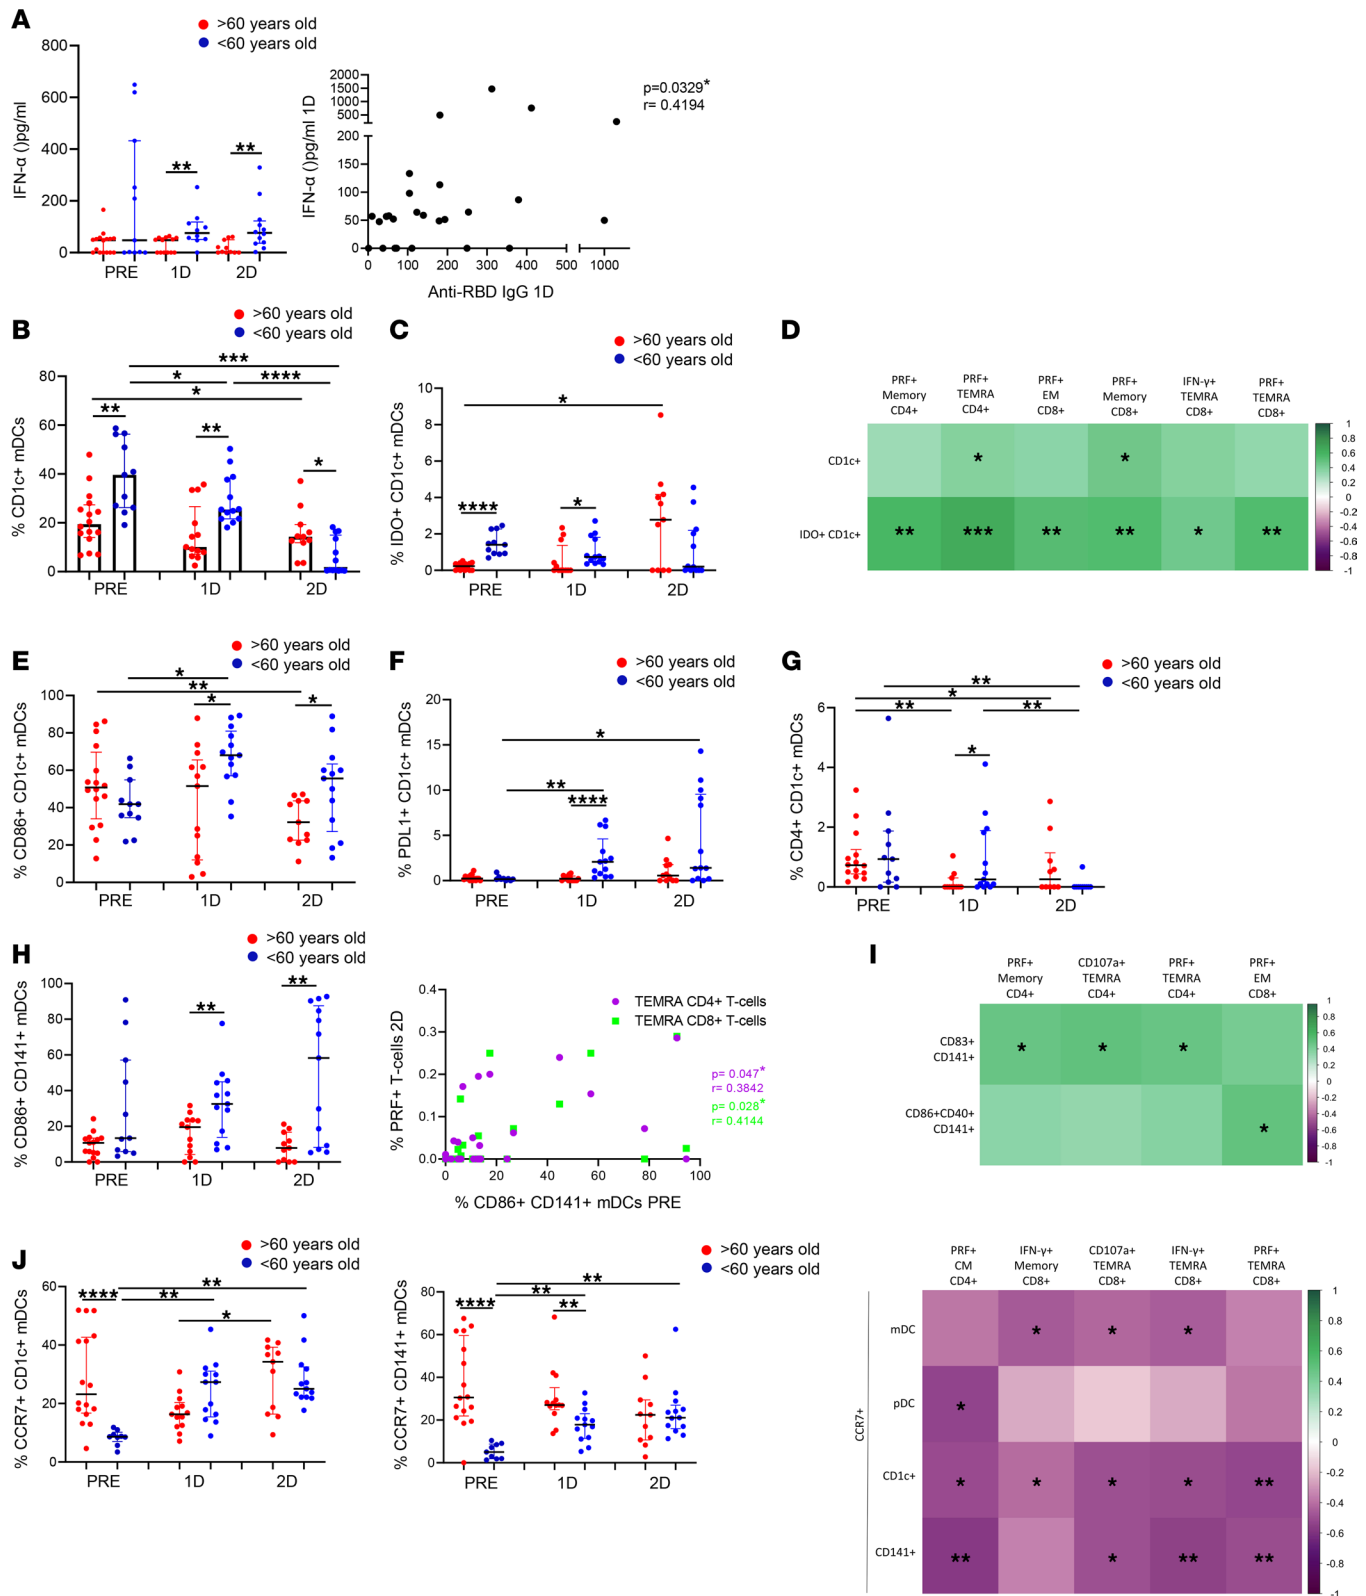 A
>60 years old
<60 years old
IFN-α ()pg/ml
800
600
400
200
0
**
**
PRE
1D
2D
IFN-α ()pg/ml 1D
2000
1500
1000
500
200
150
100
50
0
0
100
200
300
400
500
1000
Anti-RBD IgG 1D
p=0.0329*
r= 0.4194
B
>60 years old
<60 years old
% CD1c+ mDCs
80
60
40
20
0
***
*
****
*
**
**
*
PRE
1D
2D
C
>60 years old
<60 years old
% IDO+ CD1c+ mDCs
10
8
6
4
2
0
*
****
*
PRE
1D
2D
D
PRF+
Memory
CD4+
PRF+
TEMRA
CD4+
PRF+
EM
CD8+
PRF+
Memory
CD8+
IFN-γ+
TEMRA
CD8+
PRF+
TEMRA
CD8+
CD1c+
*
*
IDO+ CD1c+
**
***
**
**
*
**
1
0.8
0.6
0.4
0.2
0
-0.2
-0.4
-0.6
-0.8
-1
E
>60 years old
<60 years old
% CD86+ CD1c+ mDCs
100
80
60
40
20
0
*
**
*
*
PRE
1D
2D
F
>60 years old
<60 years old
% PDL1+ CD1c+ mDCs
20
15
10
5
0
*
**
****
PRE
1D
2D
G
>60 years old
<60 years old
% CD4+ CD1c+ mDCs
6
4
2
0
**
*
**
**
*
PRE
1D
2D
H
>60 years old
<60 years old
% CD86+ CD141+ mDCs
100
80
60
40
20
0
**
**
PRE
1D
2D
% PRF+ T-cells 2D
0.4
0.3
0.2
0.1
0.0
0
20
40
60
80
100
% CD86+ CD141+ mDCs PRE
TEMRA CD4+ T-cells
TEMRA CD8+ T-cells
p= 0.047*
r= 0.3842
p= 0.028*
r= 0.4144
I
PRF+
Memory
CD4+
CD107a+
TEMRA
CD4+
PRF+
TEMRA
CD4+
PRF+
EM
CD8+
CD83+
CD141+
*
*
*
CD86+CD40+
CD141+
*
1
0.8
0.6
0.4
0.2
0
-0.2
-0.4
-0.6
-0.8
-1
J
>60 years old
<60 years old
% CCR7+ CD1c+ mDCs
60
40
20
0
****
**
**
*
PRE
1D
2D
>60 years old
<60 years old
% CCR7+ CD141+ mDCs
80
60
40
20
0
****
**
**
**
PRE
1D
2D
PRF+
CM
CD4+
IFN-γ+
Memory
CD8+
CD107a+
TEMRA
CD8+
IFN-γ+
TEMRA
CD8+
PRF+
TEMRA
CD8+
CCR7+
mDC
*
*
*
pDC
*
CD1c+
*
*
*
*
**
CD141+
**
*
**
**
1
0.8
0.6
0.4
0.2
0
-0.2
-0.4
-0.6
-0.8
-1